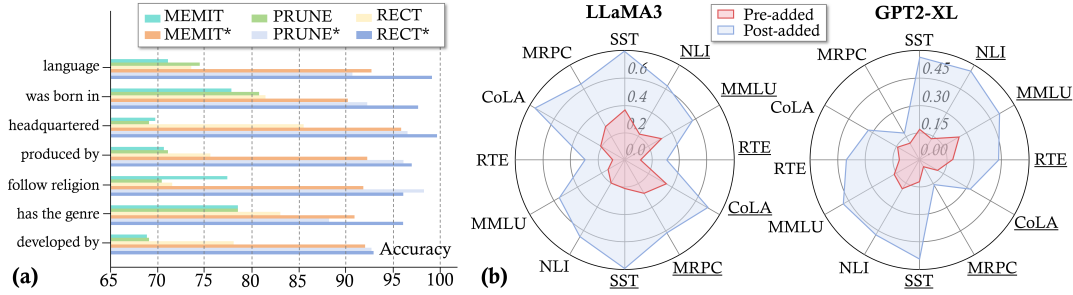 MEMIT PRUNE RECT
MEMIT* PRUNE* RECT*
language
was born in
headquartered
produced by
follow religion
has the genre
developed by
Accuracy
65 70 75 80 85 90 95 100
(a)
LLaMA3
Pre-added
Post-added
GPT2-XL
SST
NLI
MMLU
RTE
CoLA
MRPC
SST
NLI
MMLU
RTE
CoLA
MRPC
0.6
0.4
0.2
0.0
SST
NLI
MMLU
RTE
CoLA
MRPC
SST
NLI
MMLU
RTE
CoLA
MRPC
0.45
0.30
0.15
0.00
(b)